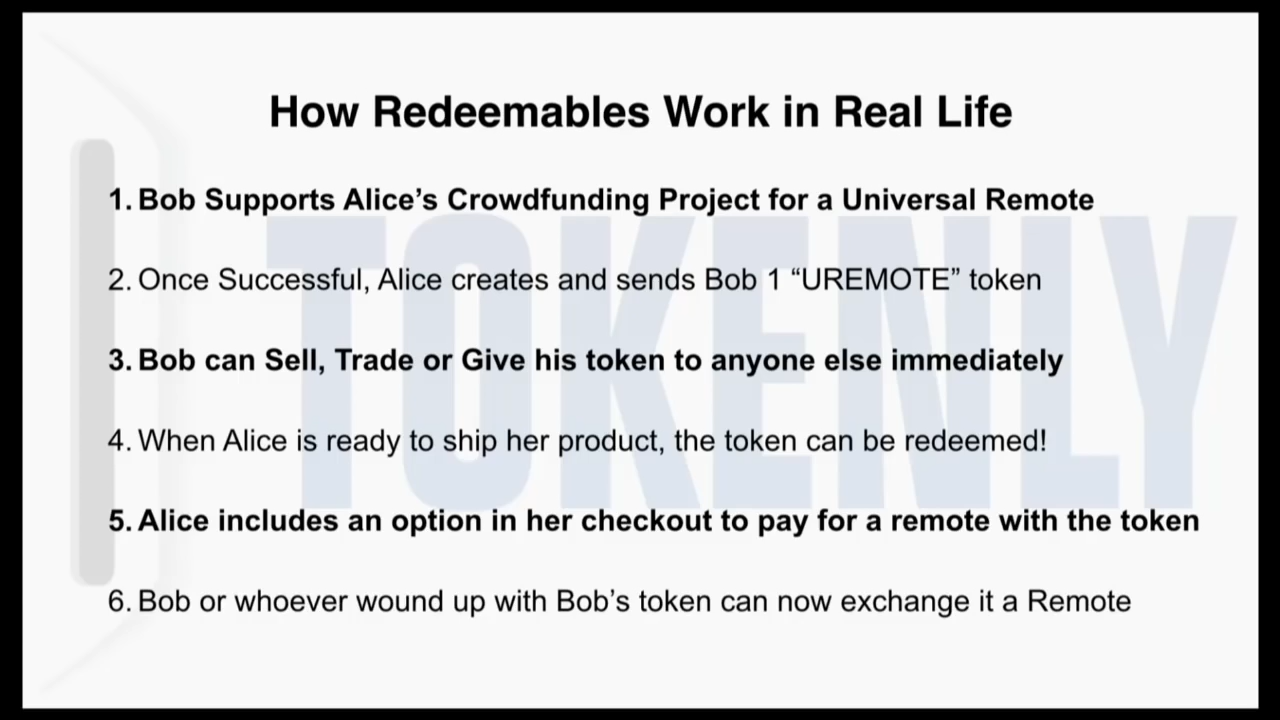 How Redeemables Work in Real Life
1. Bob Supports Alice’s Crowdfunding Project for a Universal Remote
2. Once Successful, Alice creates and sends Bob 1 “UREMOTE” token
3. Bob can Sell, Trade or Give his token to anyone else immediately
4. When Alice is ready to ship her product, the token can be redeemed!
5. Alice includes an option in her checkout to pay for a remote with the token
6. Bob or whoever wound up with Bob’s token can now exchange it a Remote
TOKENLY